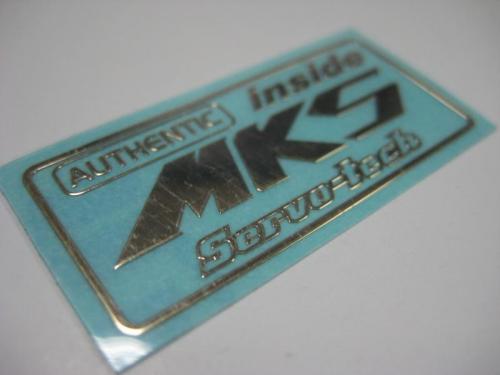 AUTHENTIC inside
MKS
Servo-tech